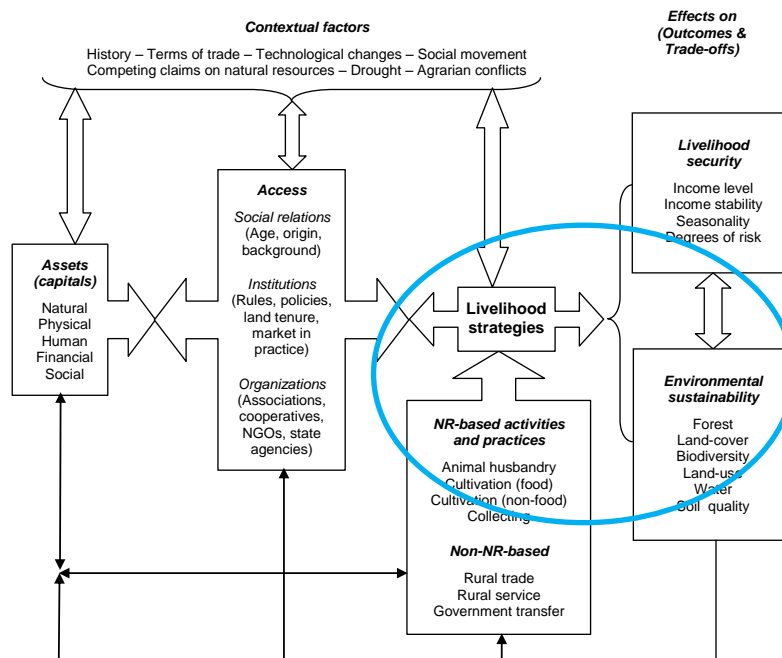 Contextual factors
History – Terms of trade – Technological changes – Social movement
Competing claims on natural resources – Drought – Agrarian conflicts
Effects on
(Outcomes &
Trade-offs)
Assets
(capitals)
Natural
Physical
Human
Financial
Social
Access
Social relations
(Age, origin,
background)
Institutions
(Rules, policies,
land tenure,
market in
practice)
Organizations
(Associations,
cooperatives,
NGOs, state
agencies)
Livelihood
strategies
NR-based activities
and practices
Animal husbandry
Cultivation (food)
Cultivation (non-food)
Collecting
Non-NR-based
Rural trade
Rural service
Government transfer
Livelihood
security
Income level
Income stability
Seasonality
Degrees of risk
Environmental
sustainability
Forest
Land-cover
Biodiversity
Land-use
Water
Soil quality